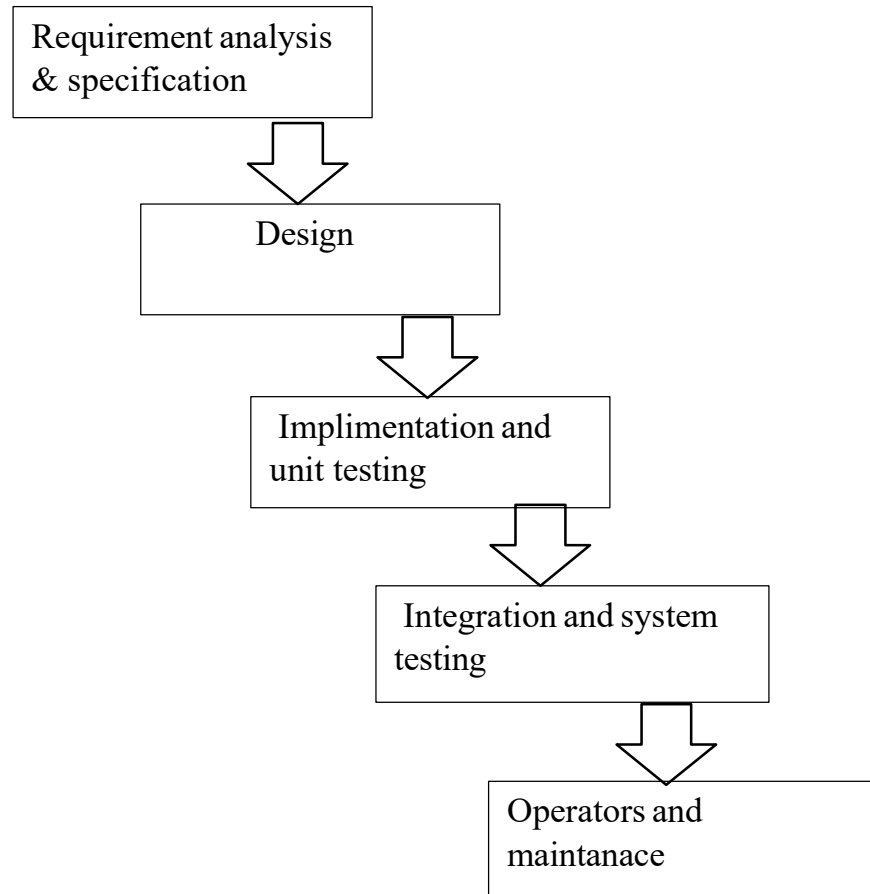 Requirement analysis
& specification
Design
Implimentation and
unit testing
Integration and system
testing
Operators and
maintanace